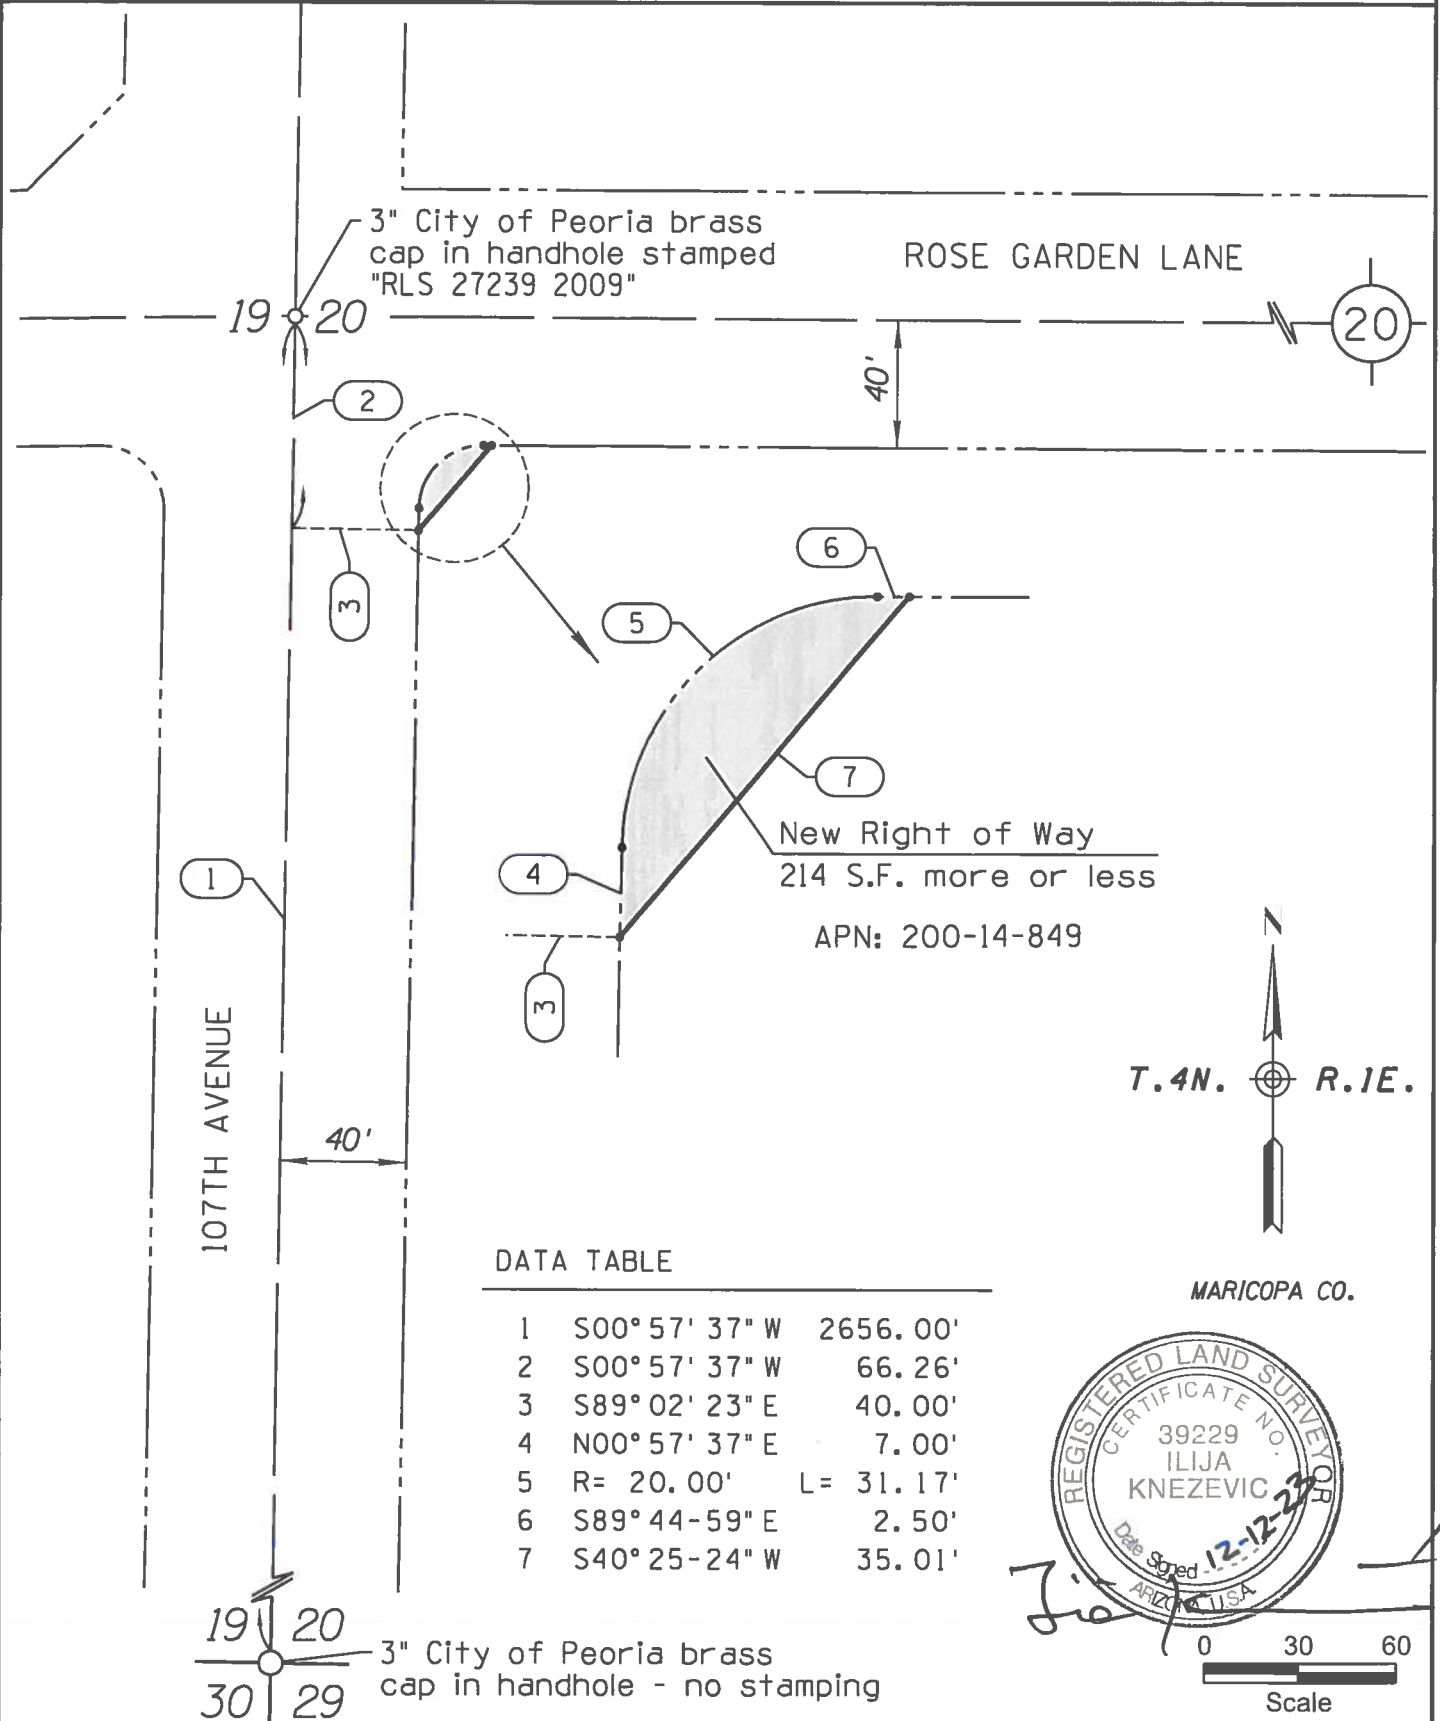 3" City of Peoria brass
cap in handhole stamped
"RLS 27239 2009"
ROSE GARDEN LANE
19
20
20
2
40'
3
6
5
7
New Right of Way
214 S.F. more or less
4
1
APN: 200-14-849
3
N
T.4N.
R.1E.
107TH AVENUE
40'
MARICOPA CO.
DATA TABLE
1 S00°57'37"W 2656.00'
2 S00°57'37"W 66.26'
3 S89°02'23"E 40.00'
4 N00°57'37"E 7.00'
5 R= 20.00' L= 31.17'
6 S89°44-59"E 2.50'
7 S40°25-24"W 35.01'
REGISTERED LAND SURVEYOR
CERTIFICATE NO.
39229
ILIJA
KNEZEVIC
Date Signed 12-12-23
ARIZONA U.S.A.
19
20
30
29
3" City of Peoria brass
cap in handhole - no stamping
0 30 60
Scale